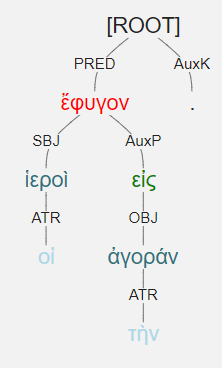 [ROOT]
PRED AuxK
ἔφυγον .
SBJ AuxP
ἱεροὶ εἰς
ATR OBJ
οἱ ἀγοράν
ATR
τὴν